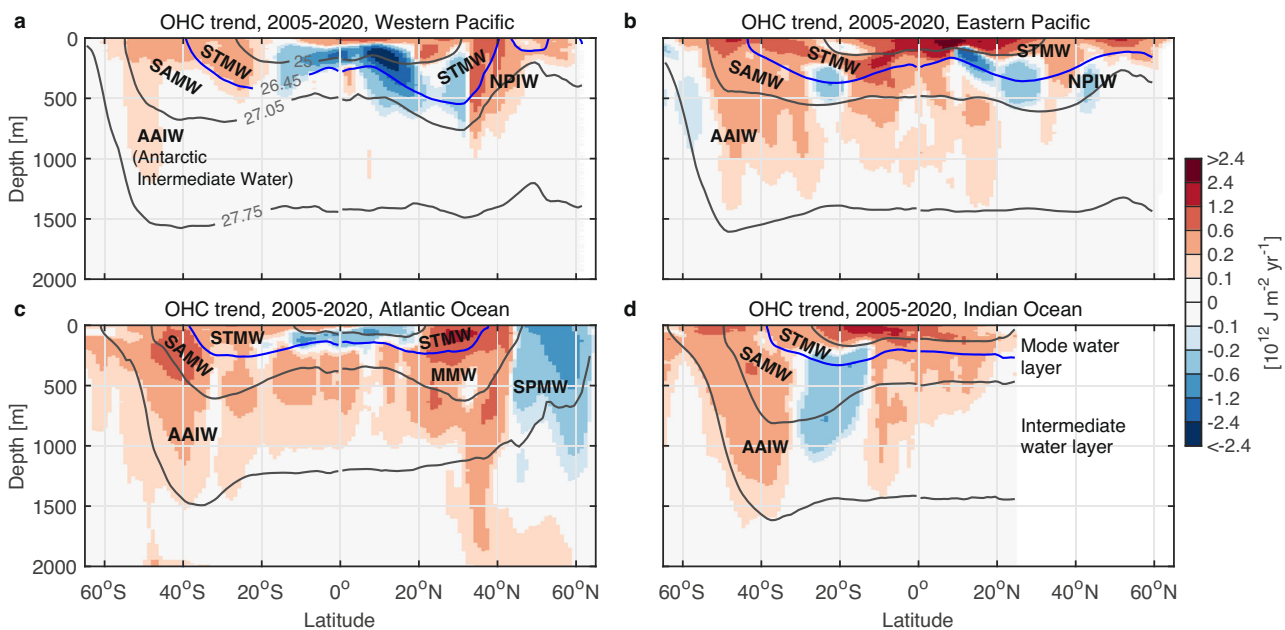 a
OHC trend, 2005-2020, Western Pacific
b
OHC trend, 2005-2020, Eastern Pacific
0
500
1000
1500
2000
Depth [m]
SAMW
STMW
25
26.45
27.05
STMW
NPIW
AAIW
(Antarctic
Intermediate Water)
27.75
SAMW
STMW
STMW
NPIW
AAIW
c
OHC trend, 2005-2020, Atlantic Ocean
d
OHC trend, 2005-2020, Indian Ocean
0
500
1000
1500
2000
Depth [m]
SAMW
STMW
STMW
MMW
SPMW
AAIW
SAMW
STMW
AAIW
Mode water
layer
Intermediate
water layer
60°S 40°S 20°S 0° 20°N 40°N 60°N
Latitude
60°S 40°S 20°S 0° 20°N 40°N 60°N
Latitude
>2.4
2.4
1.2
0.6
0.2
0.1
0
-0.1
-0.2
-0.6
-1.2
-2.4
<-2.4
[10¹² J m⁻² yr⁻¹]